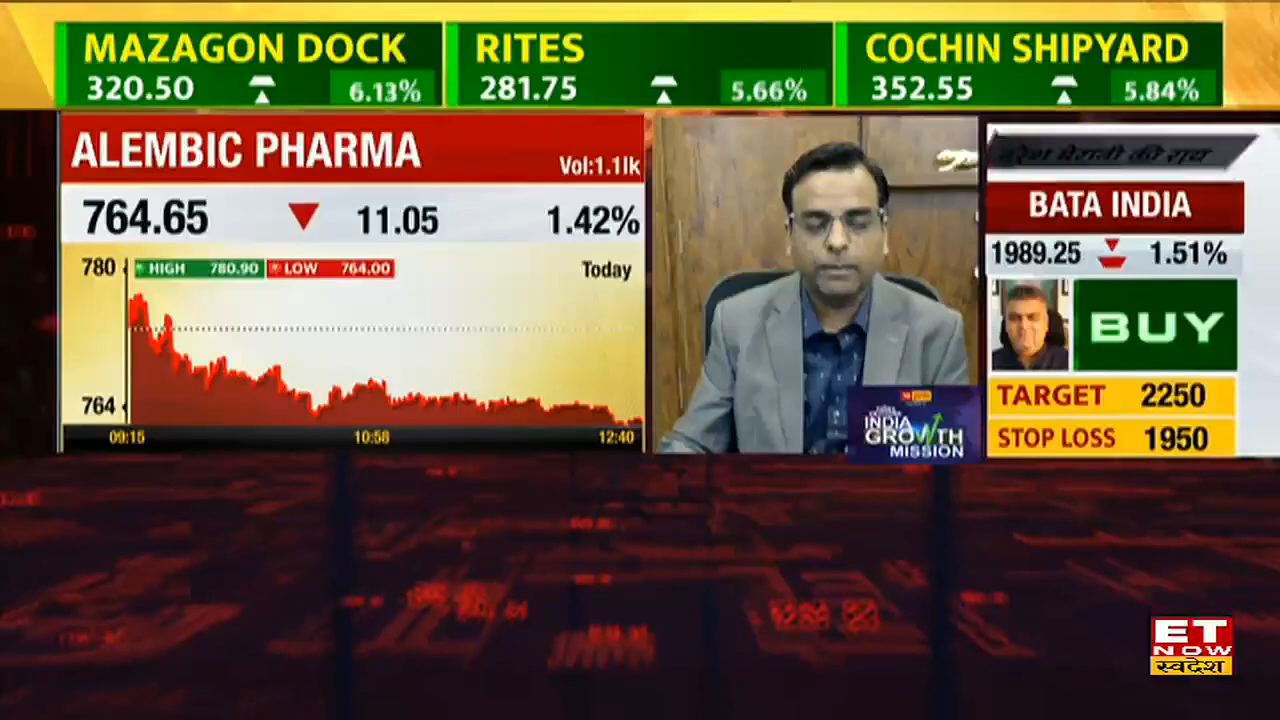 MAZAGON DOCK
320.50 6.13%
RITES
281.75 5.66%
COCHIN SHIPYARD
352.55 5.84%
ALEMBIC PHARMA
Vol:1.1lk
764.65 11.05 1.42%
780 HIGH 780.90 LOW 764.00 Today
764
09:15 10:58 12:40
INDIA
GROWTH
MISSION
की राय
BATA INDIA
1989.25 1.51%
BUY
TARGET 2250
STOP LOSS 1950
ET
NOW
स्वदेश